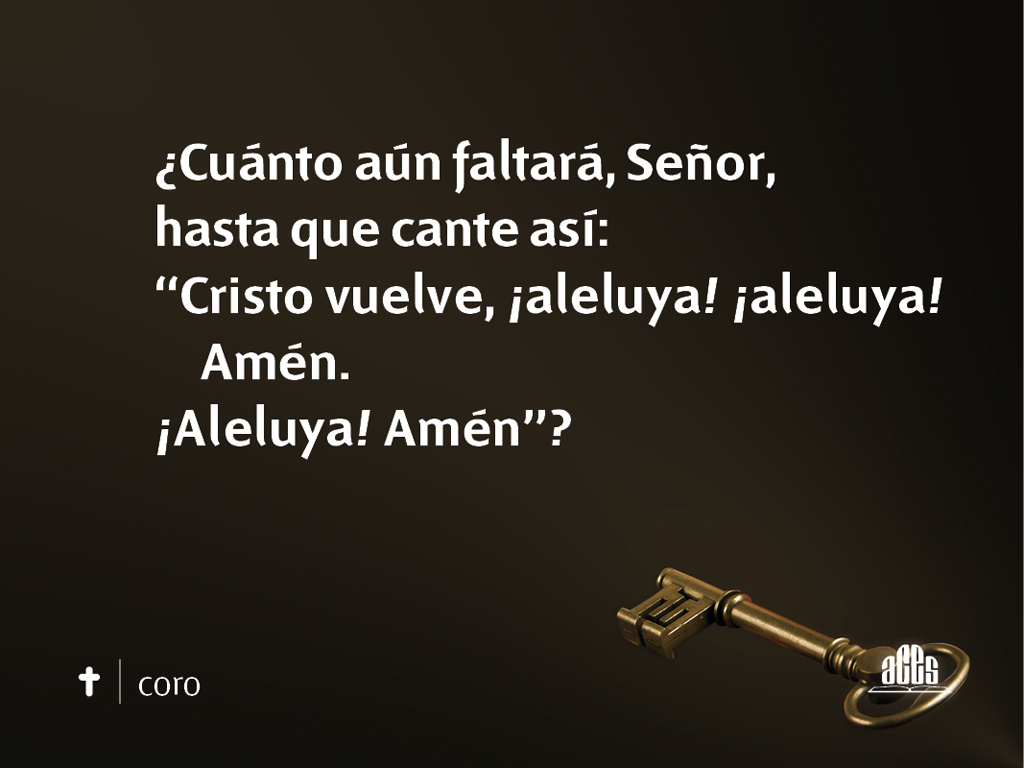 ¿Cuánto aún faltará, Señor,
hasta que cante así:
“Cristo vuelve, ¡aleluya! ¡aleluya!
Amén.
¡Aleluya! Amén”?
coro
aces